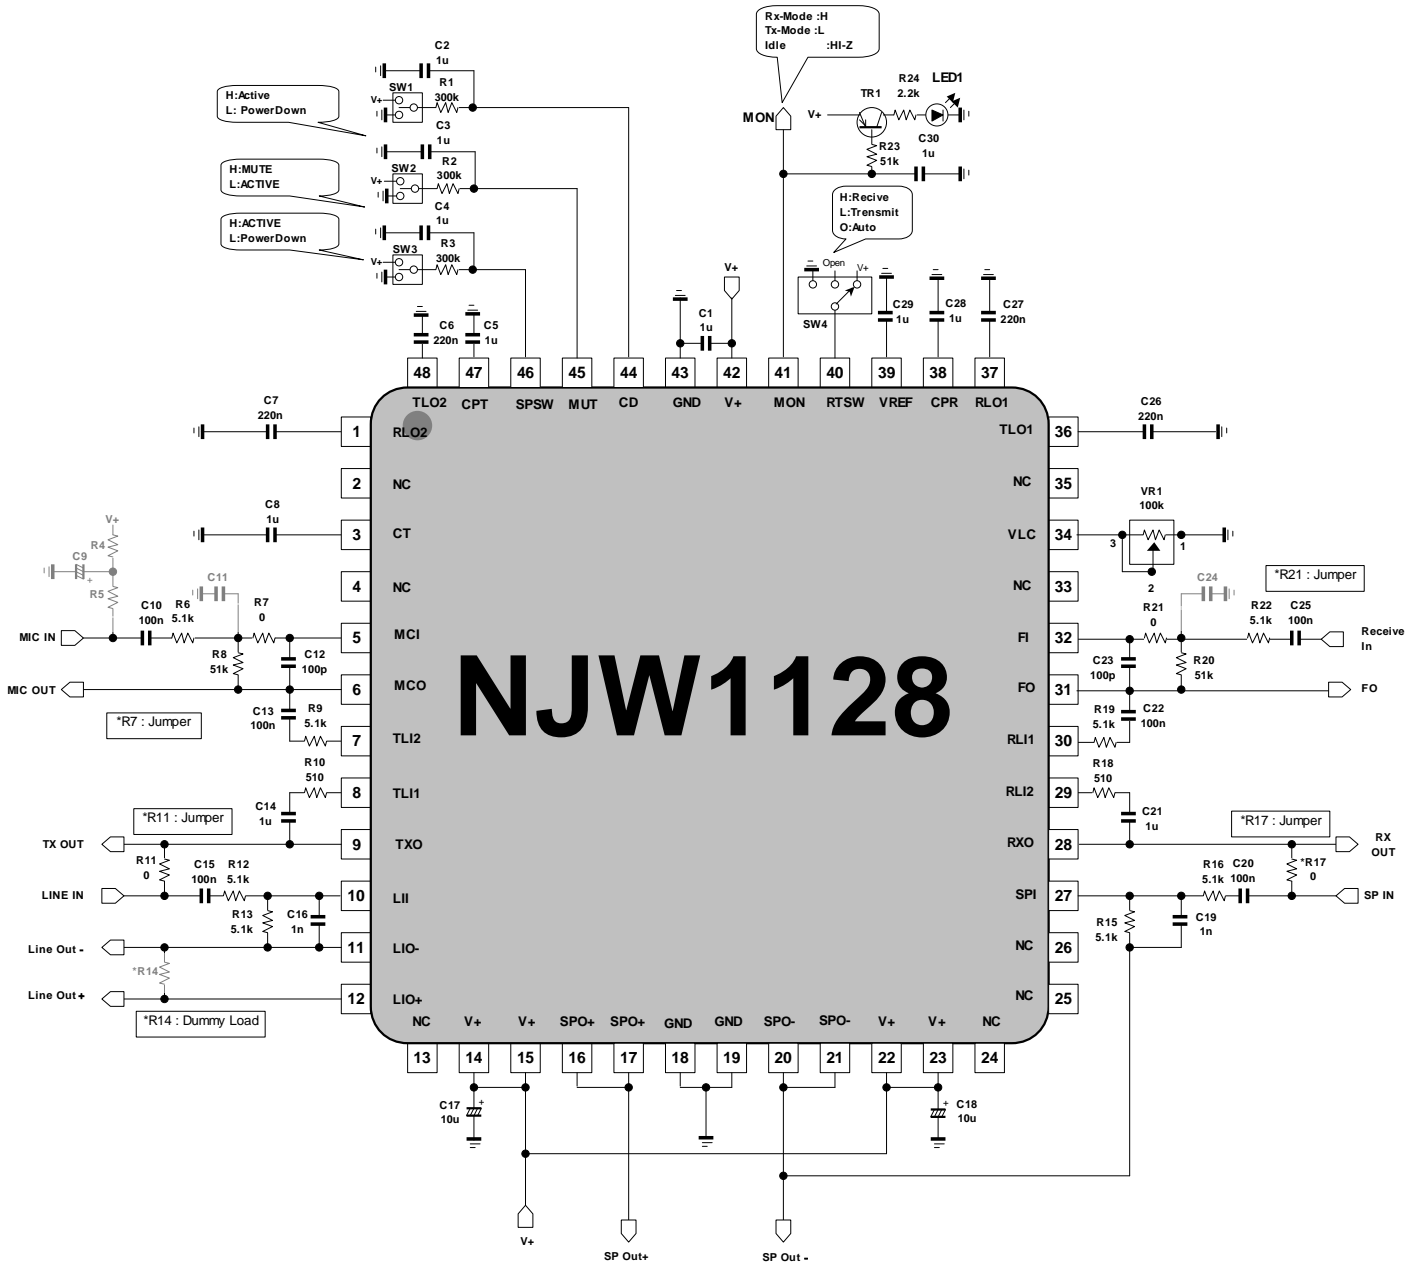 Rx-Mode :H
Tx-Mode :L
Idle :HI-Z
C2
1u
H:Active
L: PowerDown
SW1
V+
R1
300k
C3
1u
H:MUTE
L:ACTIVE
SW2
V+
R2
300k
C4
1u
H:ACTIVE
L:PowerDown
SW3
V+
R3
300k
MON
V+
TR1
R24
2.2k
LED1
R23
51k
C30
1u
H:Recive
L:Trensmit
O:Auto
Open
V+
SW4
V+
C6
220n
C5
1u
C1
1u
C29
1u
C28
1u
C27
220n
48
47
46
45
44
43
42
41
40
39
38
37
TLO2
CPT
SPSW
MUT
CD
GND
V+
MON
RTSW
VREF
CPR
RLO1
C7
220n
1
RLO2
TLO1
36
C26
220n
2
NC
NC
35
C8
1u
3
CT
VLC
34
VR1
100k
3
1
2
4
NC
NC
33
V+
R4
C9
+
R5
C11
C10
100n
R6
5.1k
R7
0
MIC IN
5
MCI
R8
51k
C12
100p
MIC OUT
6
MCO
*R7 : Jumper
C13
100n
R9
5.1k
7
TLI2
R10
510
8
TLI1
C14
1u
*R11 : Jumper
TX OUT
9
TXO
R11
0
C15
100n
R12
5.1k
LINE IN
10
LII
R13
5.1k
C16
1n
Line Out -
11
LIO-
*R14
Line Out +
12
LIO+
*R14 : Dummy Load
NJW1128
*R21 : Jumper
C24
R21
0
R22
5.1k
C25
100n
Receive
In
FI
32
C23
100p
R20
51k
FO
31
FO
R19
5.1k
C22
100n
RLI1
30
R18
510
RLI2
29
C21
1u
*R17 : Jumper
RXO
28
RX
OUT
R16
5.1k
C20
100n
*R17
0
SPI
27
SP IN
R15
5.1k
C19
1n
NC
26
NC
25
NC
V+
V+
SPO+
SPO+
GND
GND
SPO-
SPO-
V+
V+
NC
13
14
15
16
17
18
19
20
21
22
23
24
C17
10u
+
C18
10u
+
V+
SP Out+
SP Out -